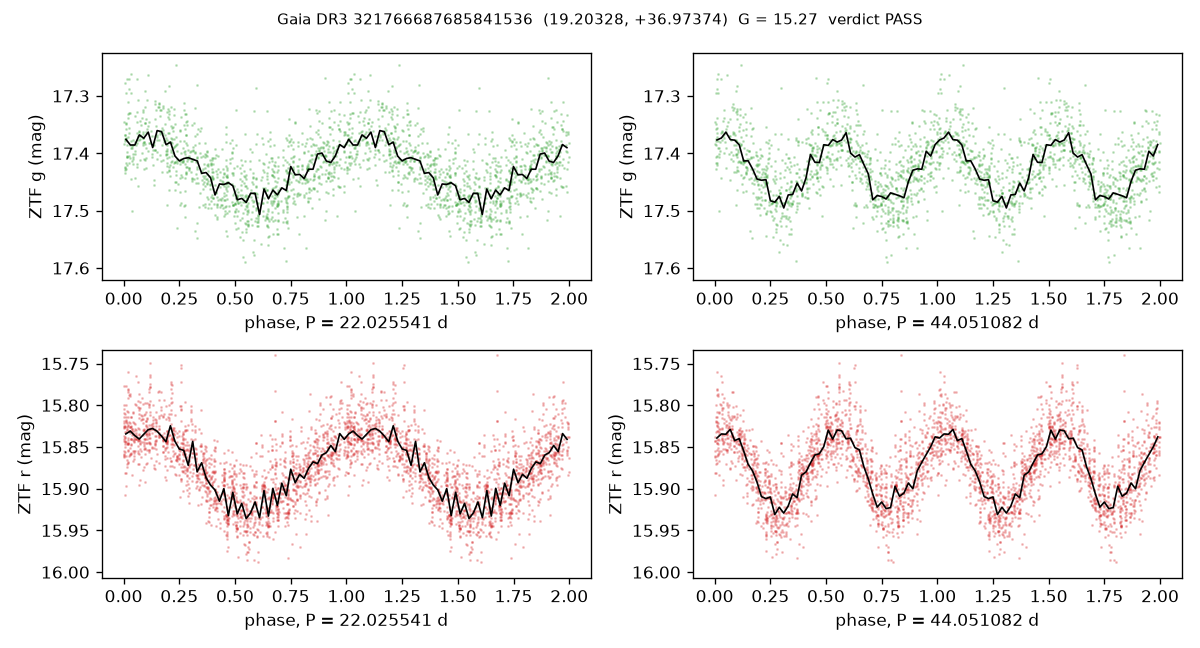 Gaia DR3 321766687685841536 (19.20328, +36.97374) G = 15.27 verdict PASS
ZTF g (mag)
17.3
17.4
17.5
17.6
0.00 0.25 0.50 0.75 1.00 1.25 1.50 1.75 2.00
phase, P = 22.025541 d
ZTF g (mag)
17.3
17.4
17.5
17.6
0.00 0.25 0.50 0.75 1.00 1.25 1.50 1.75 2.00
phase, P = 44.051082 d
ZTF r (mag)
15.75
15.80
15.85
15.90
15.95
16.00
0.00 0.25 0.50 0.75 1.00 1.25 1.50 1.75 2.00
phase, P = 22.025541 d
ZTF r (mag)
15.75
15.80
15.85
15.90
15.95
16.00
0.00 0.25 0.50 0.75 1.00 1.25 1.50 1.75 2.00
phase, P = 44.051082 d